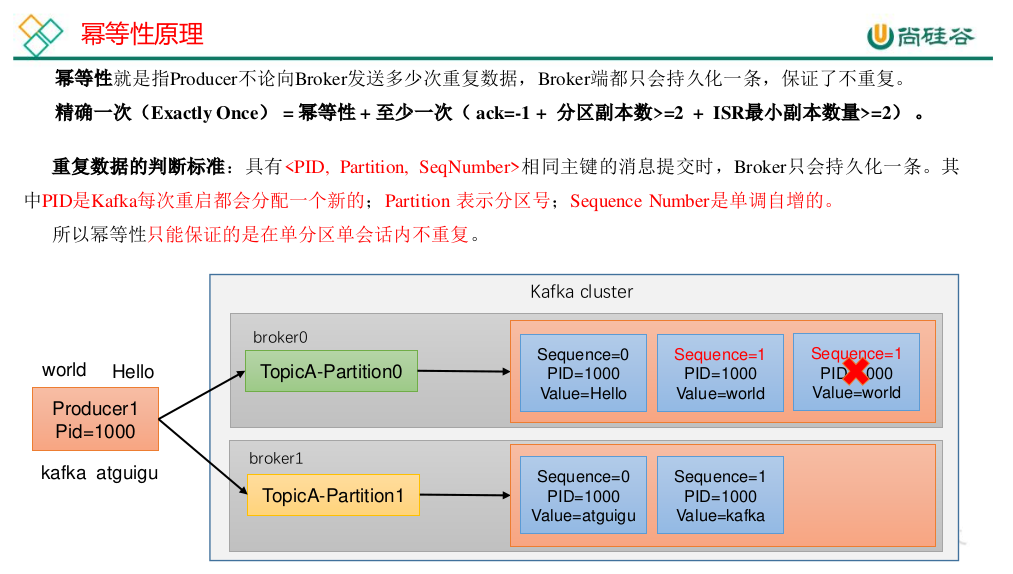 幂等性原理
尚硅谷
幂等性就是指Producer不论向Broker发送多少次重复数据，Broker端都只会持久化一条，保证了不重复。
精确一次（Exactly Once） = 幂等性 + 至少一次（ ack=-1 + 分区副本数>=2 + ISR最小副本数量>=2） 。
重复数据的判断标准：具有<PID, Partition, SeqNumber>相同主键的消息提交时，Broker只会持久化一条。其
中PID是Kafka每次重启都会分配一个新的；Partition 表示分区号；Sequence Number是单调自增的。
所以幂等性只能保证的是在单分区单会话内不重复。
Kafka cluster
broker0
TopicA-Partition0
Sequence=0
PID=1000
Value=Hello
Sequence=1
PID=1000
Value=world
Sequence=1
PID=1000
Value=world
world Hello
Producer1
Pid=1000
kafka atguigu
broker1
TopicA-Partition1
Sequence=0
PID=1000
Value=atguigu
Sequence=1
PID=1000
Value=kafka